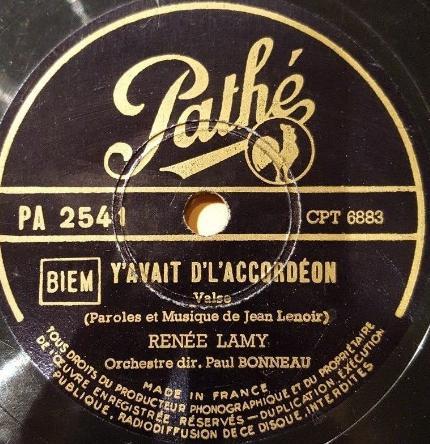 Pathé
PA 2541
CPT 6883
BIEM
Y'AVAIT D'L'ACCORDÉON
Valse
(Paroles et Musique de Jean Lenoir)
RENÉE LAMY
Orchestre dir. Paul BONNEAU
MADE IN FRANCE
TOUS DROITS DU PRODUCTEUR PHONOGRAPHIQUE ET DU PROPRIÉTAIRE
DE L'ŒUVRE ENREGISTRÉE RÉSERVÉS - DUPLICATION EXÉCUTION
PUBLIQUE, RADIODIFFUSION DE CE DISQUE INTERDITES